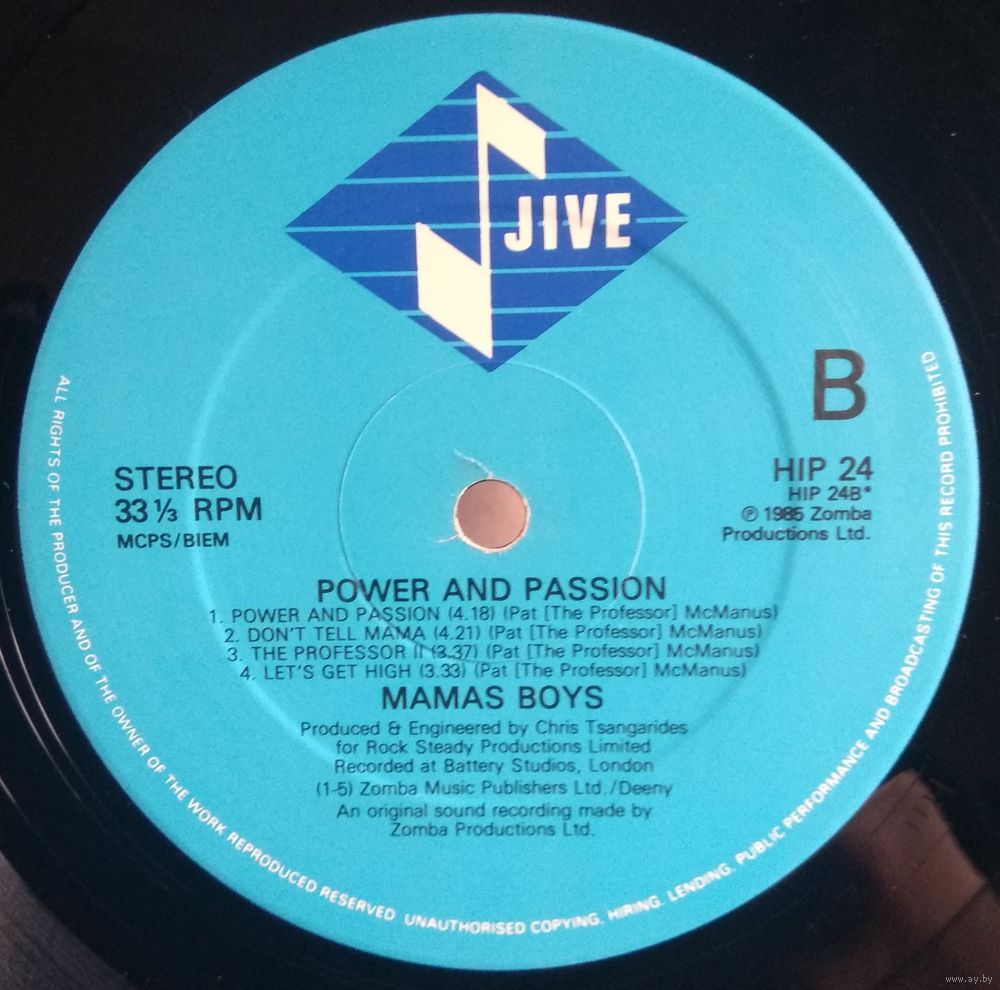 JIVE
B
STEREO
33 ⅓ RPM
MCPS/BIEM
HIP 24
HIP 24B*
℗ 1985 Zomba
Productions Ltd.
POWER AND PASSION
1. POWER AND PASSION (4.18) (Pat [The Professor] McManus)
2. DON'T TELL MAMA (4.21) (Pat [The Professor] McManus)
3. THE PROFESSOR II (3.37) (Pat [The Professor] McManus)
4. LET'S GET HIGH (3.33) (Pat [The Professor] McManus)
MAMAS BOYS
Produced & Engineered by Chris Tsangarides
for Rock Steady Productions Limited
Recorded at Battery Studios, London
(1-5) Zomba Music Publishers Ltd./Deeny
An original sound recording made by
Zomba Productions Ltd.
ALL RIGHTS OF THE PRODUCER AND OF THE OWNER OF THE WORK REPRODUCED RESERVED UNAUTHORISED COPYING. HIRING. LENDING. PUBLIC PERFORMANCE AND BROADCASTING OF THIS RECORD PROHIBITED
www.ay.by